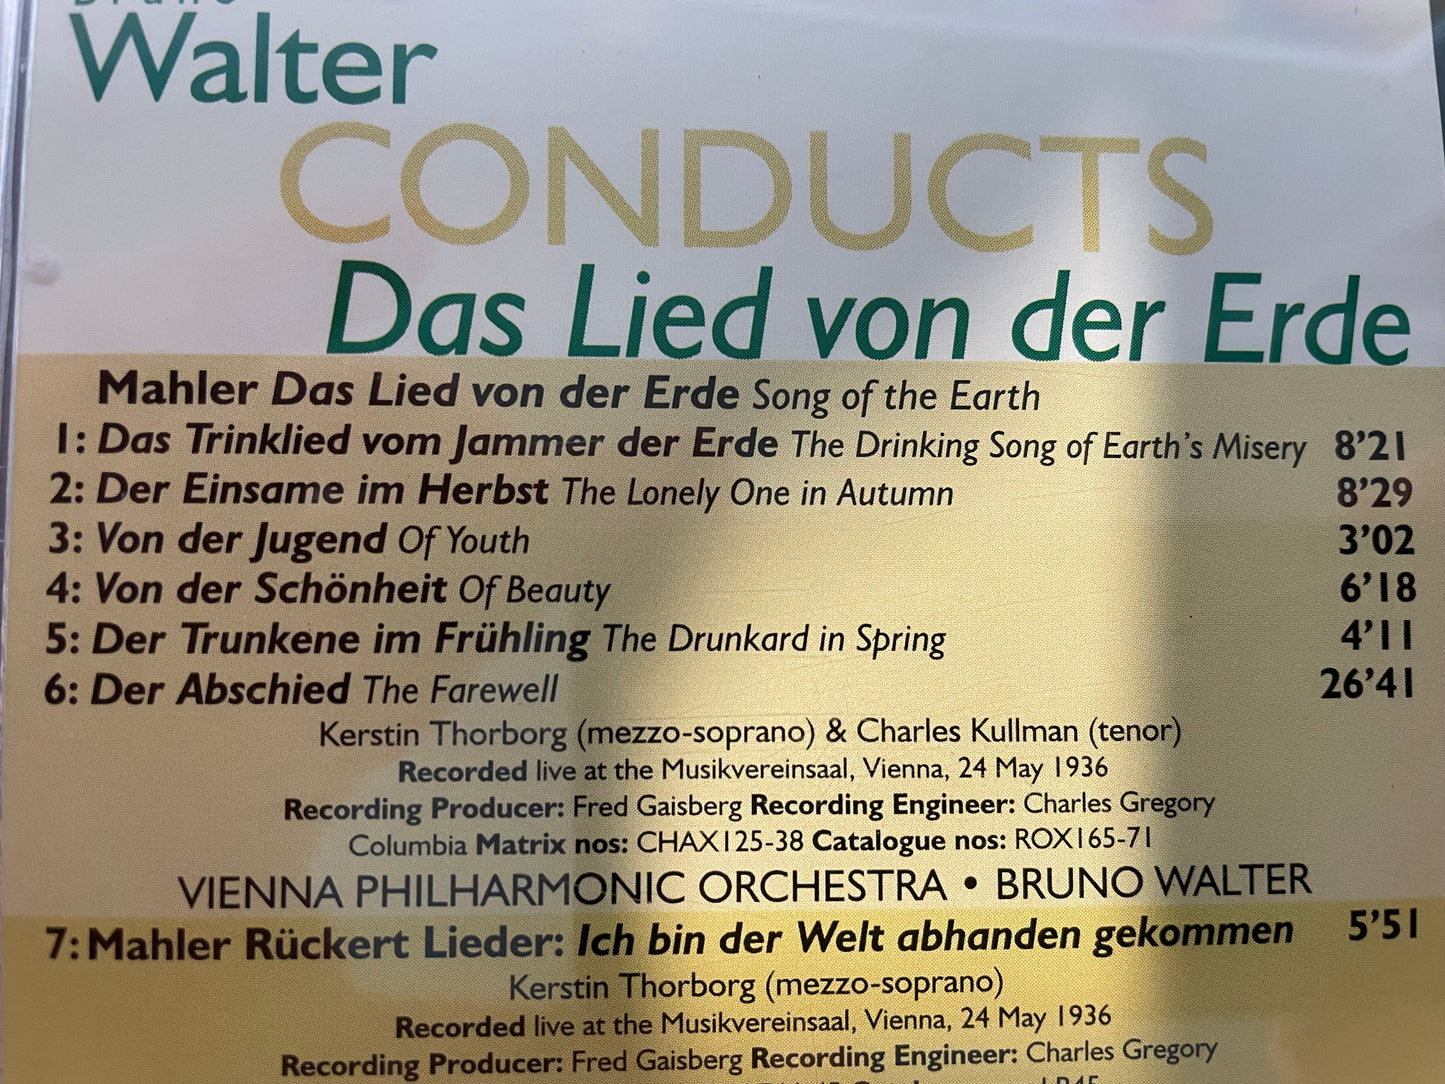 Bruno
Walter
CONDUCTS
Das Lied von der Erde
Mahler Das Lied von der Erde Song of the Earth
1: Das Trinklied vom Jammer der Erde The Drinking Song of Earth's Misery 8'21
2: Der Einsame im Herbst The Lonely One in Autumn 8'29
3: Von der Jugend Of Youth 3'02
4: Von der Schönheit Of Beauty 6'18
5: Der Trunkene im Frühling The Drunkard in Spring 4'11
6: Der Abschied The Farewell 26'41
Kerstin Thorborg (mezzo-soprano) & Charles Kullman (tenor)
Recorded live at the Musikvereinsaal, Vienna, 24 May 1936
Recording Producer: Fred Gaisberg Recording Engineer: Charles Gregory
Columbia Matrix nos: CHAX125-38 Catalogue nos: ROX165-71
VIENNA PHILHARMONIC ORCHESTRA • BRUNO WALTER
7: Mahler Rückert Lieder: Ich bin der Welt abhanden gekommen 5'51
Kerstin Thorborg (mezzo-soprano)
Recorded live at the Musikvereinsaal, Vienna, 24 May 1936
Recording Producer: Fred Gaisberg Recording Engineer: Charles Gregory